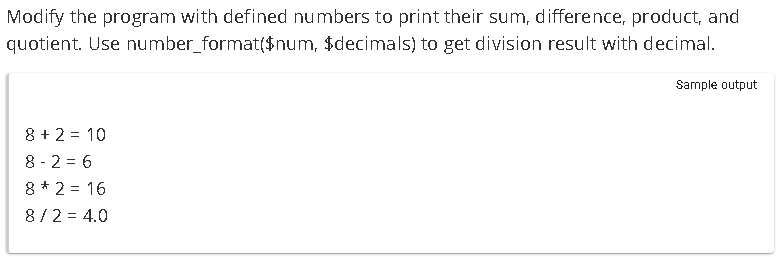 Modify the program with defined numbers to print their sum, difference, product, and
quotient. Use number_format($num, $decimals) to get division result with decimal.
Sample output
8 + 2 = 10
8 - 2 = 6
8 * 2 = 16
8 / 2 = 4.0